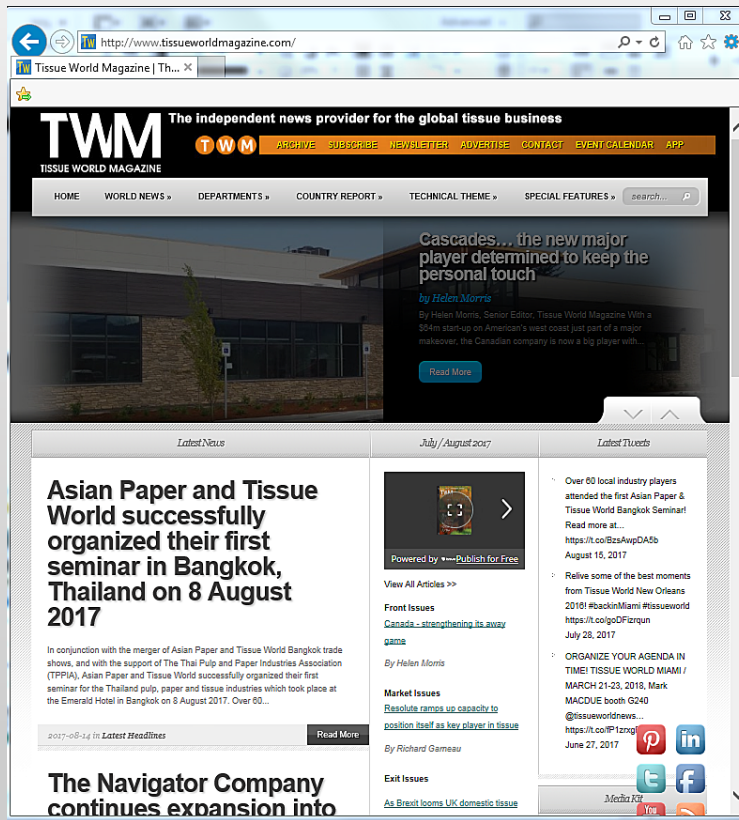 Advanced
http://www.tissueworldmagazine.com/
Tissue World Magazine | Th...
TWM
TISSUE WORLD MAGAZINE
The independent news provider for the global tissue business
T W M ARCHIVE SUBSCRIBE NEWSLETTER ADVERTISE CONTACT EVENT CALENDAR APP
HOME WORLD NEWS » DEPARTMENTS » COUNTRY REPORT » TECHNICAL THEME » SPECIAL FEATURES » search...
Cascades… the new major
player determined to keep the
personal touch
by Helen Morris
By Helen Morris, Senior Editor, Tissue World Magazine With a
$64m start-up on American's west coast just part of a major
makeover, the Canadian company is now a big player with...
Read More
Latest News
Asian Paper and Tissue
World successfully
organized their first
seminar in Bangkok,
Thailand on 8 August
2017
In conjunction with the merger of Asian Paper and Tissue World Bangkok trade
shows, and with the support of The Thai Pulp and Paper Industries Association
(TPPIA), Asian Paper and Tissue World successfully organized their first
seminar for the Thailand pulp, paper and tissue industries which took place at
the Emerald Hotel in Bangkok on 8 August 2017. Over 60...
2017-08-14 in Latest Headlines
Read More
The Navigator Company
continues expansion into
July / August 2017
Powered by Publish for Free
View All Articles >>
Front Issues
Canada - strengthening its away
game
By Helen Morris
Market Issues
Resolute ramps up capacity to
position itself as key player in tissue
By Richard Garneau
Exit Issues
As Brexit looms UK domestic tissue
Latest Tweets
Over 60 local industry players
attended the first Asian Paper &
Tissue World Bangkok Seminar!
Read more at...
https://t.co/BzsAwpDA5b
August 15, 2017
Relive some of the best moments
from Tissue World New Orleans
2016! #backinMiami #tissueworld
https://t.co/goDFizrqun
July 28, 2017
ORGANIZE YOUR AGENDA IN
TIME! TISSUE WORLD MIAMI /
MARCH 21-23, 2018, Mark
MACDUE booth G240
@tissueworldnews...
https://t.co/fP1zrxg
June 27, 2017
Media Kit
You